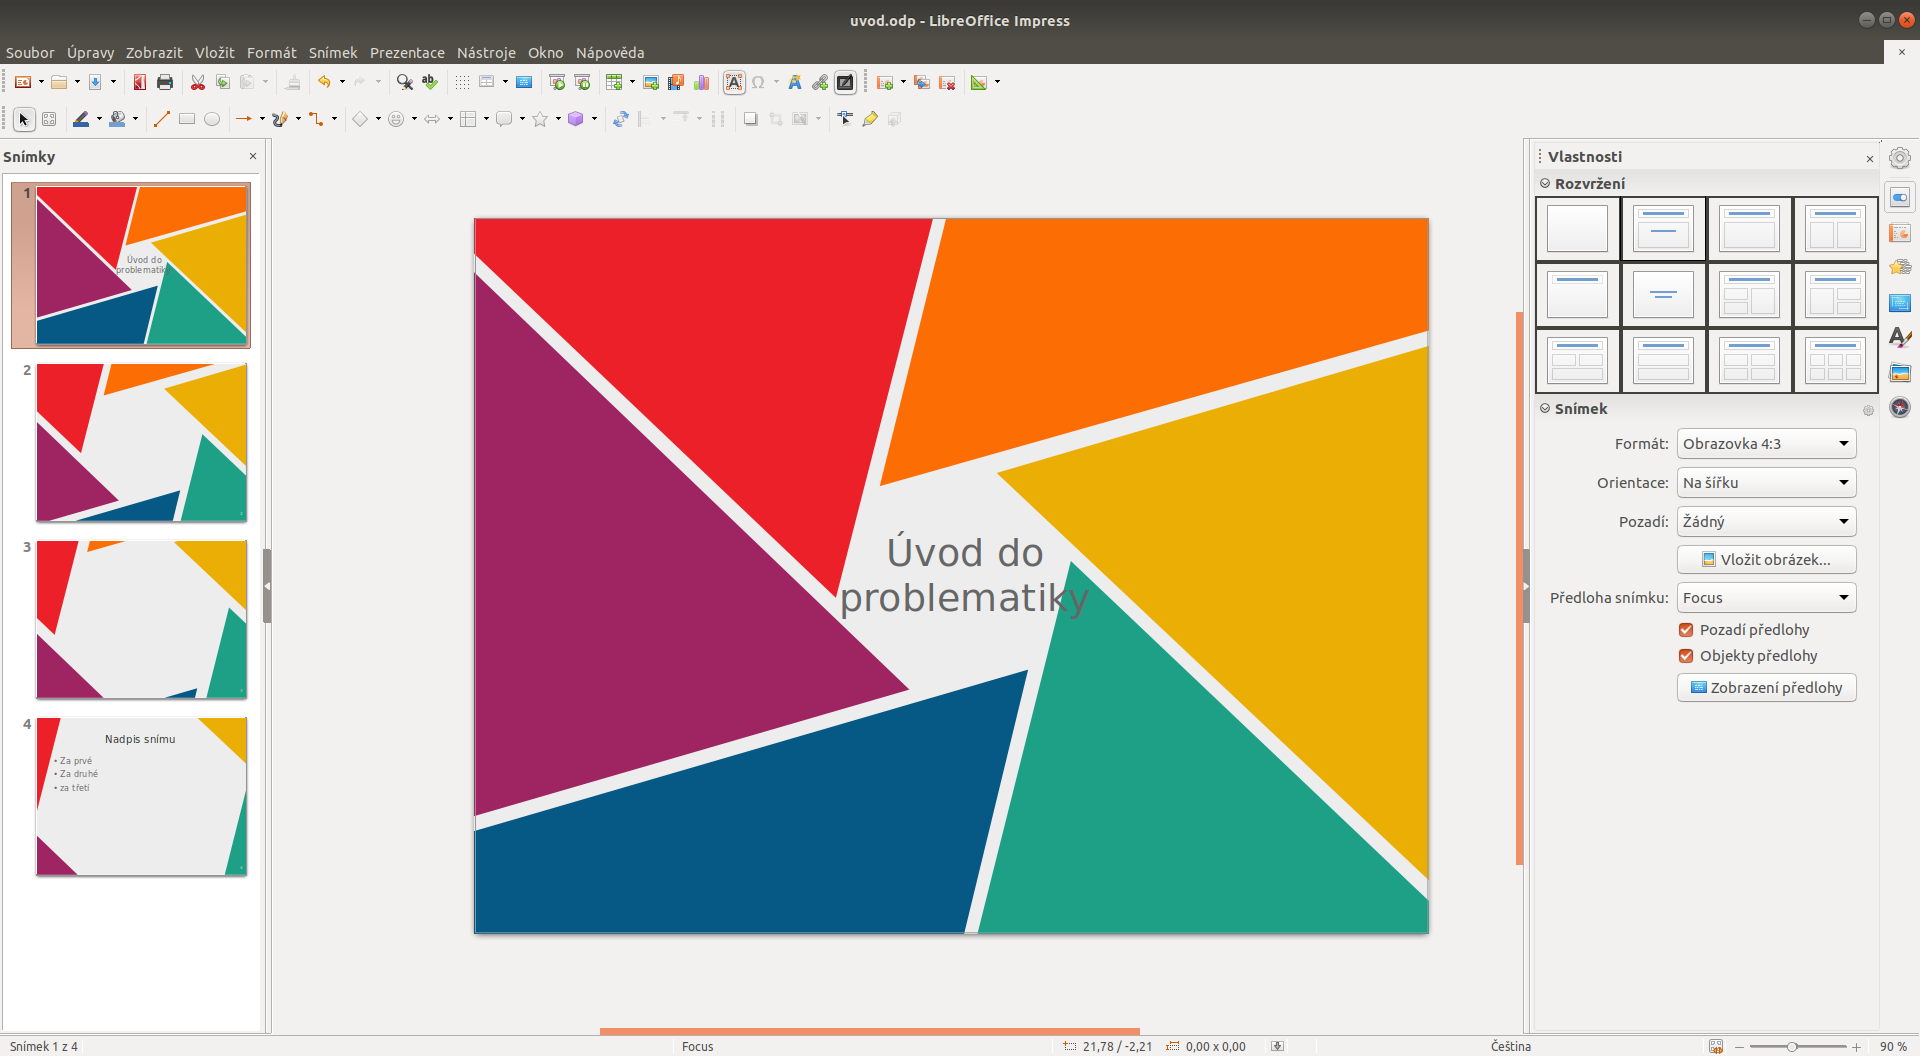 uvod.odp - LibreOffice Impress
Soubor Úpravy Zobrazit Vložit Formát Snímek Prezentace Nástroje Okno Nápověda
Snímky
1
Úvod do
problematiky
2
3
4
Nadpis snímu
• Za prvé
• Za druhé
• za třetí
Úvod do
problematiky
Vlastnosti
Rozvržení
Snímek
Formát: Obrazovka 4:3
Orientace: Na šířku
Pozadí: Žádný
Vložit obrázek...
Předloha snímku: Focus
Pozadí předlohy
Objekty předlohy
Zobrazení předlohy
Snímek 1 z 4
Focus
21,78 / -2,21
0,00 x 0,00
Čeština
90 %